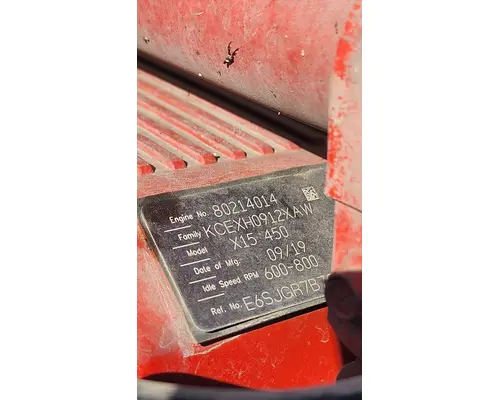 Engine No. 80214014
Family KCEXH0912XAW
Model X15 450
Date of Mfg. 09/19
Idle Speed RPM 600-800
Ref. No. E6SJGR7B7